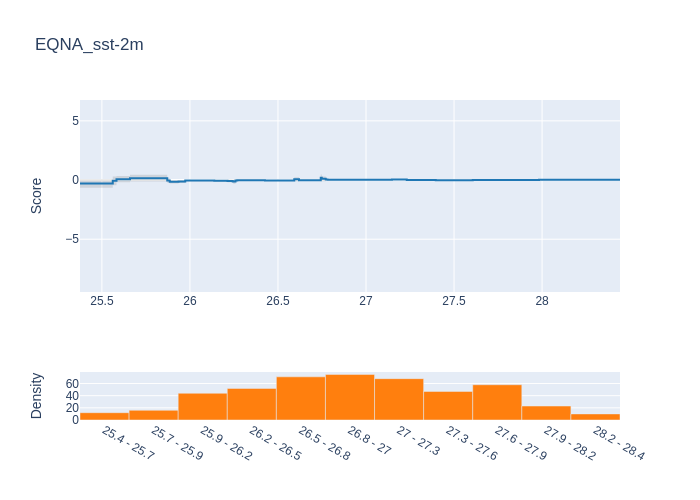 EQNA_sst-2m
Score
5
0
−5
25.5 26 26.5 27 27.5 28
Density
60
40
20
0
25.4 - 25.7
25.7 - 25.9
25.9 - 26.2
26.2 - 26.5
26.5 - 26.8
26.8 - 27
27 - 27.3
27.3 - 27.6
27.6 - 27.9
27.9 - 28.2
28.2 - 28.4